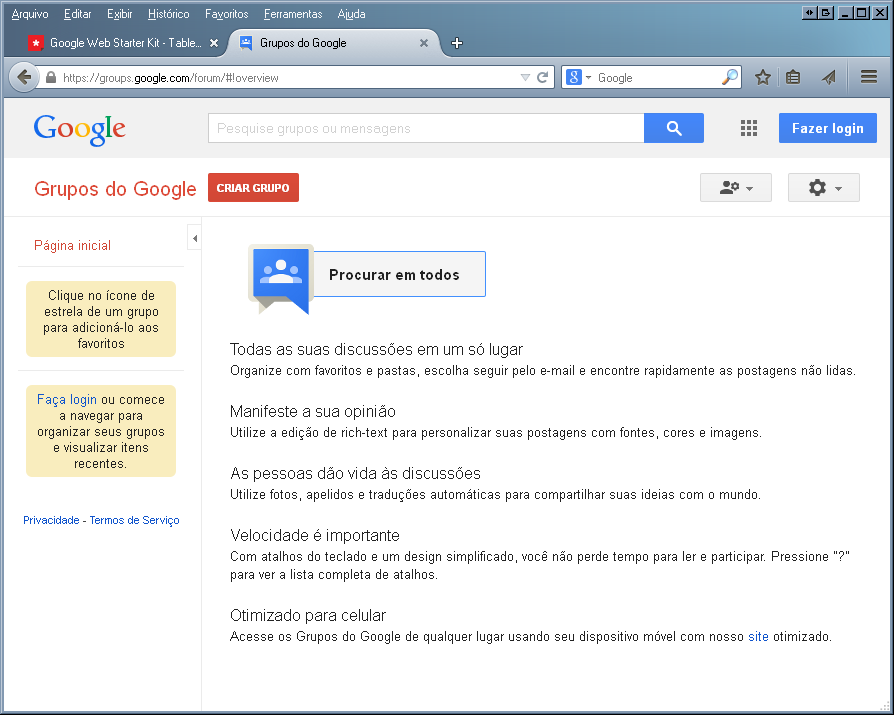 Arquivo Editar Exibir Histórico Favoritos Ferramentas Ajuda
Google Web Starter Kit - Table... Grupos do Google
https://groups.google.com/forum/#!overview Google
Google Pesquise grupos ou mensagens Fazer login
Grupos do Google CRIAR GRUPO
Página inicial
Clique no ícone de
estrela de um grupo
para adicioná-lo aos
favoritos
Faça login ou comece
a navegar para
organizar seus grupos
e visualizar itens
recentes.
Privacidade - Termos de Serviço
Procurar em todos
Todas as suas discussões em um só lugar
Organize com favoritos e pastas, escolha seguir pelo e-mail e encontre rapidamente as postagens não lidas.
Manifeste a sua opinião
Utilize a edição de rich-text para personalizar suas postagens com fontes, cores e imagens.
As pessoas dão vida às discussões
Utilize fotos, apelidos e traduções automáticas para compartilhar suas ideias com o mundo.
Velocidade é importante
Com atalhos do teclado e um design simplificado, você não perde tempo para ler e participar. Pressione "?"
para ver a lista completa de atalhos.
Otimizado para celular
Acesse os Grupos do Google de qualquer lugar usando seu dispositivo móvel com nosso site otimizado.